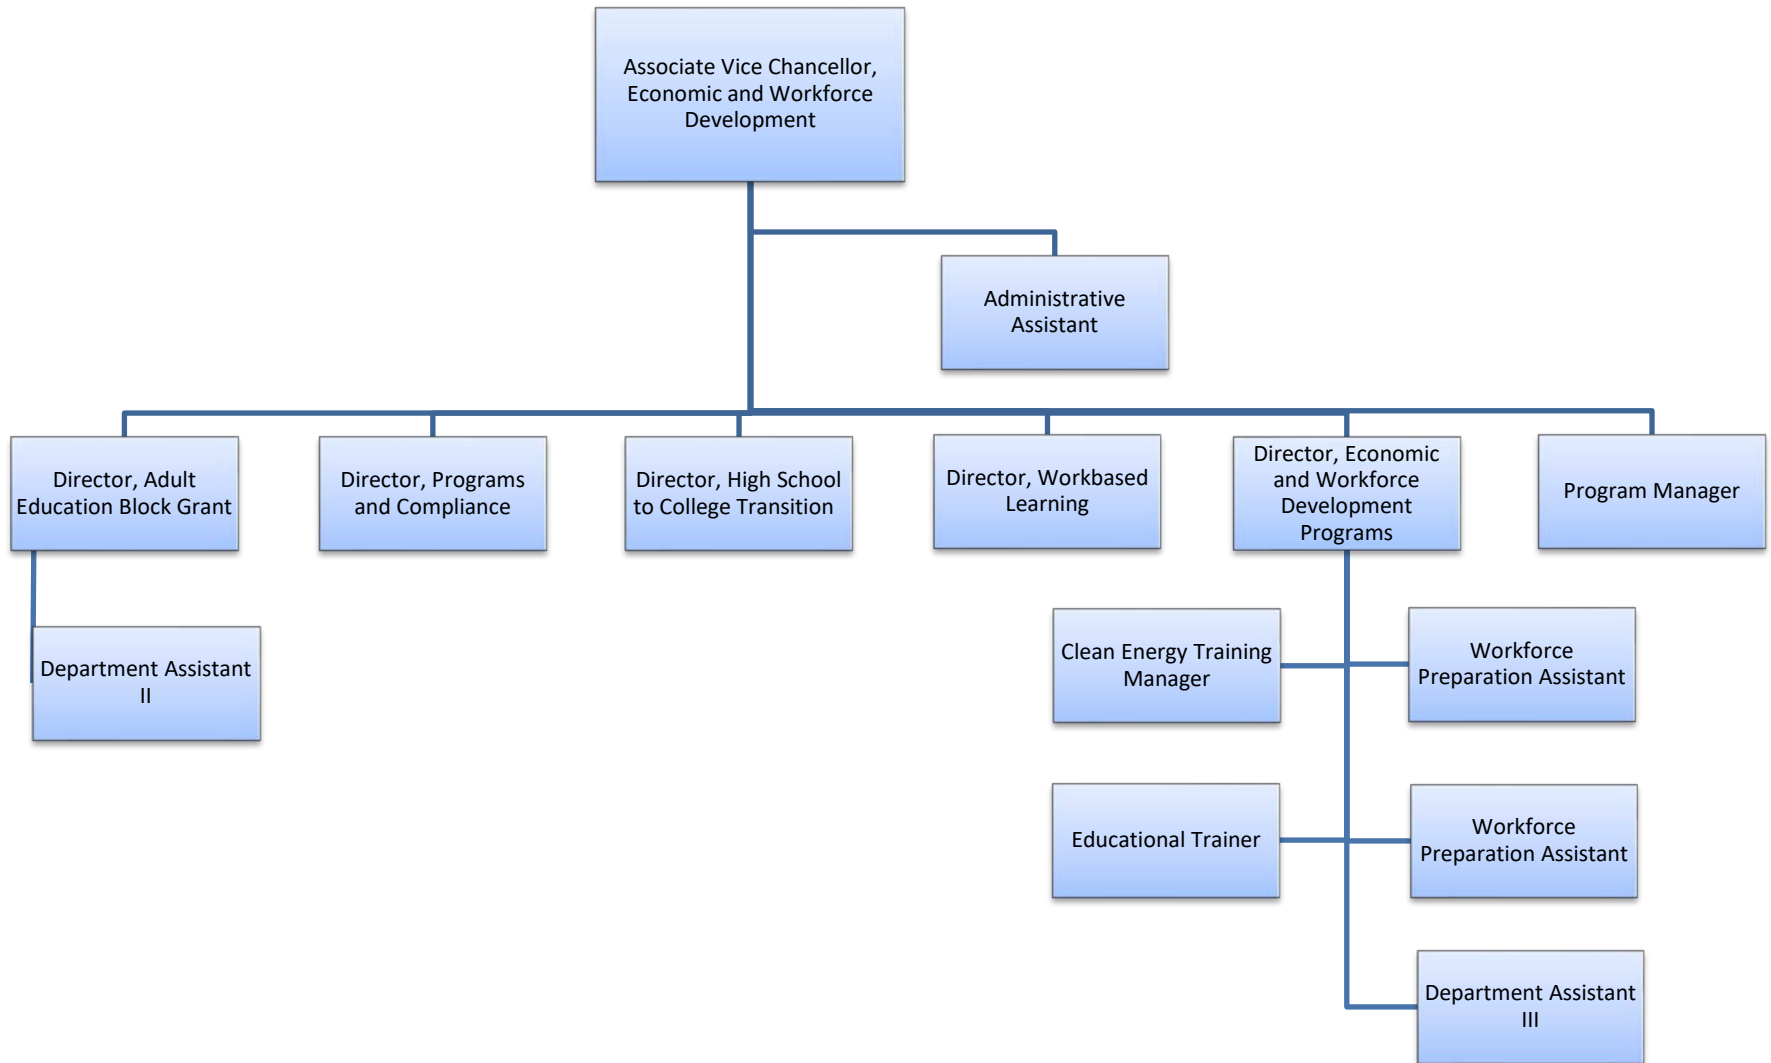 Associate Vice Chancellor,
Economic and Workforce
Development
Administrative
Assistant
Director, Adult
Education Block Grant
Director, Programs
and Compliance
Director, High School
to College Transition
Director, Workbased
Learning
Director, Economic
and Workforce
Development
Programs
Program Manager
Department Assistant
II
Clean Energy Training
Manager
Workforce
Preparation Assistant
Educational Trainer
Workforce
Preparation Assistant
Department Assistant
III